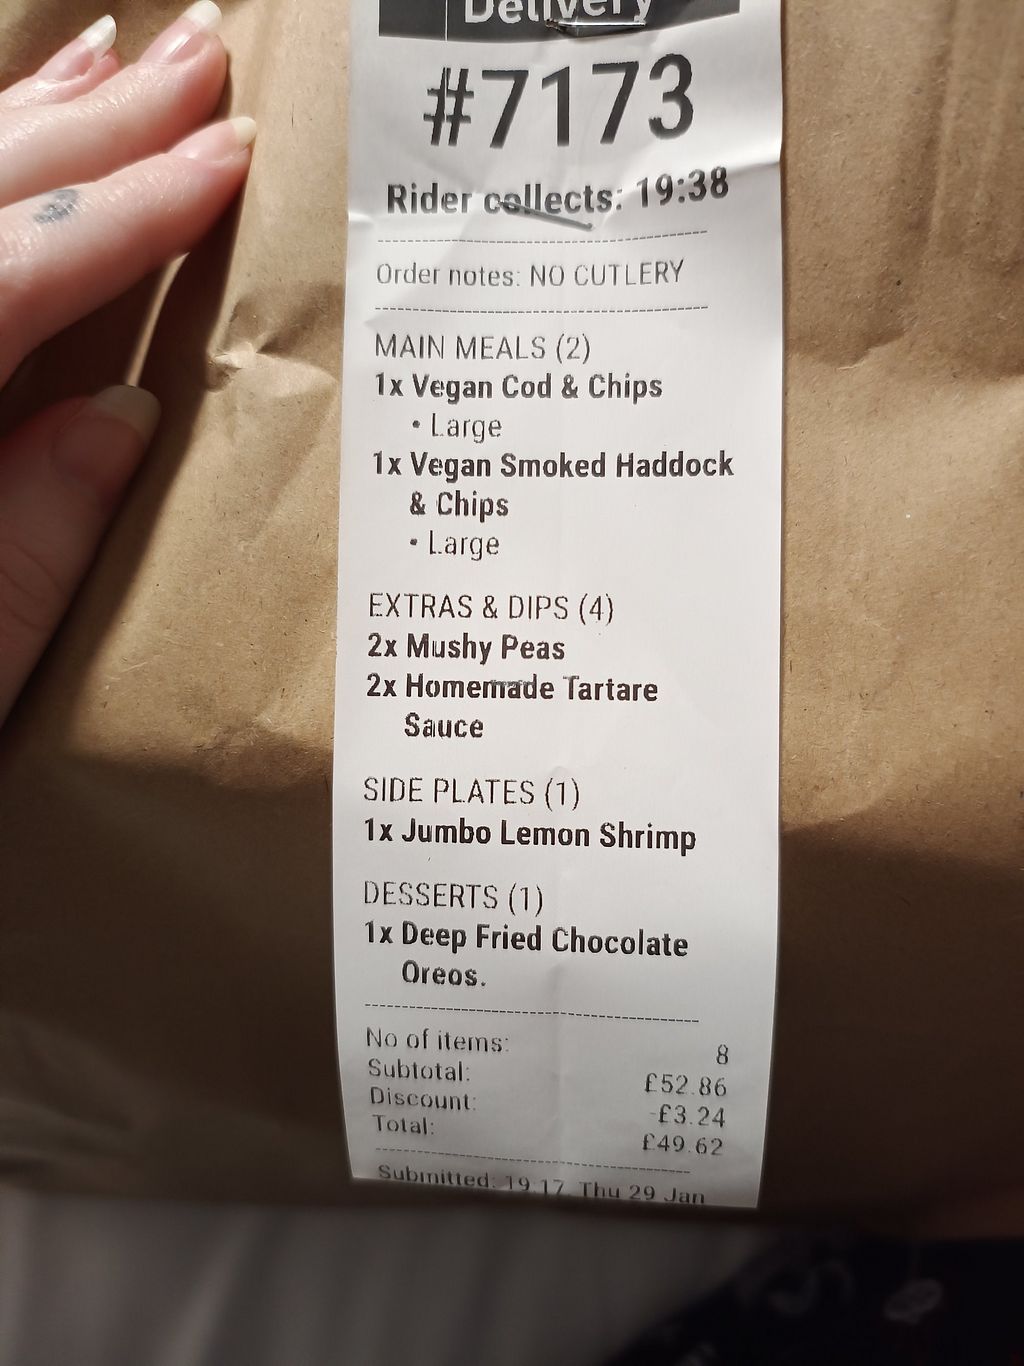 Delivery
#7173
Rider collects: 19:38
Order notes: NO CUTLERY
MAIN MEALS (2)
1x Vegan Cod & Chips
• Large
1x Vegan Smoked Haddock
& Chips
• Large
EXTRAS & DIPS (4)
2x Mushy Peas
2x Homemade Tartare
Sauce
SIDE PLATES (1)
1x Jumbo Lemon Shrimp
DESSERTS (1)
1x Deep Fried Chocolate
Oreos.
No of items: 8
Subtotal: £52.86
Discount: -£3.24
Total: £49.62
Submitted: 19:17, Thu 29 Jan